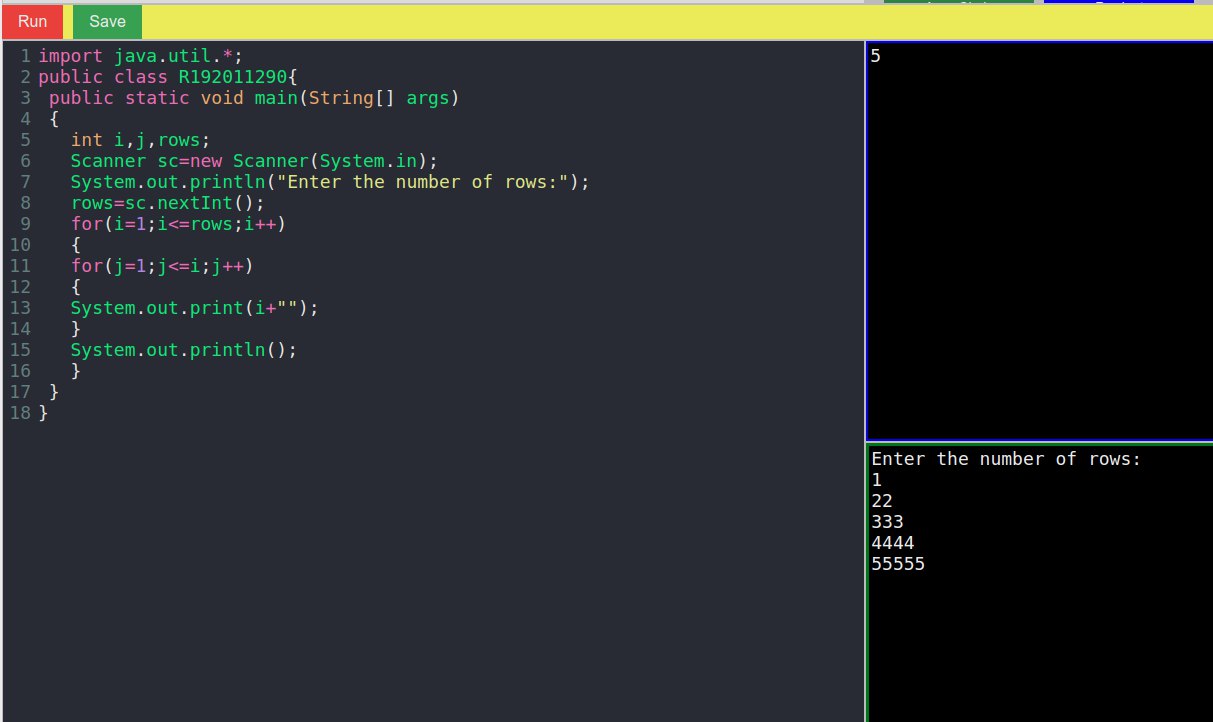 Run Save
1 import java.util.*;
2 public class R192011290{
3  public static void main(String[] args)
4  {
5    int i,j,rows;
6    Scanner sc=new Scanner(System.in);
7    System.out.println("Enter the number of rows:");
8    rows=sc.nextInt();
9    for(i=1;i<=rows;i++)
10    {
11    for(j=1;j<=i;j++)
12    {
13    System.out.print(i+"");
14    }
15    System.out.println();
16    }
17  }
18 }
5
Enter the number of rows:
1
22
333
4444
55555